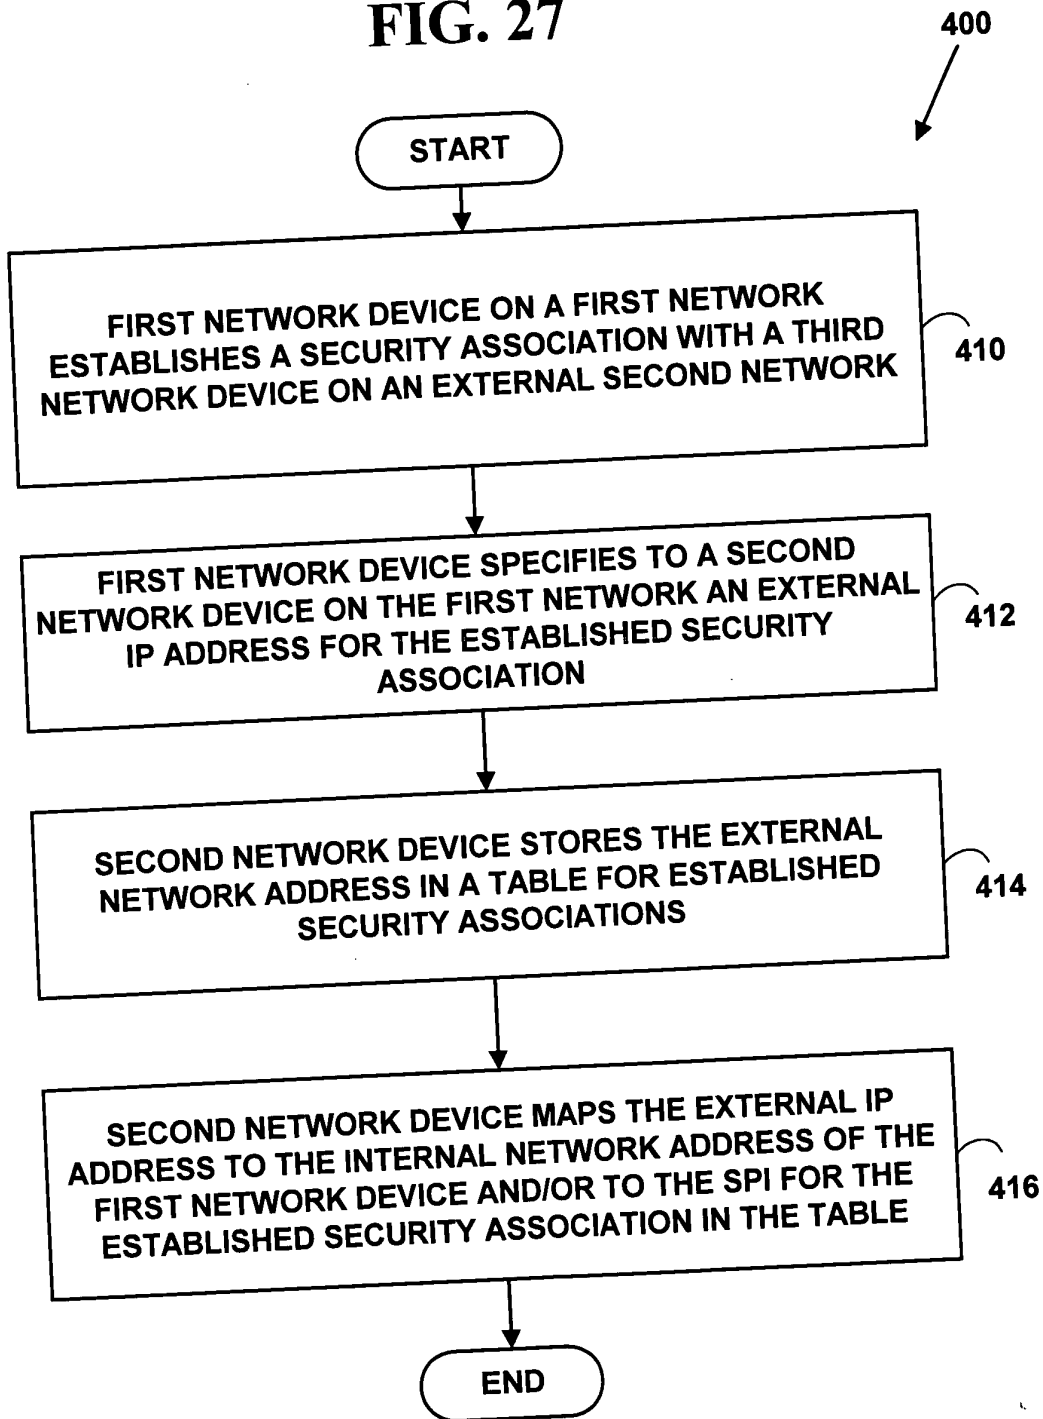 FIG. 27
400
START
FIRST NETWORK DEVICE ON A FIRST NETWORK
ESTABLISHES A SECURITY ASSOCIATION WITH A THIRD
NETWORK DEVICE ON AN EXTERNAL SECOND NETWORK
410
FIRST NETWORK DEVICE SPECIFIES TO A SECOND
NETWORK DEVICE ON THE FIRST NETWORK AN EXTERNAL
IP ADDRESS FOR THE ESTABLISHED SECURITY
ASSOCIATION
412
SECOND NETWORK DEVICE STORES THE EXTERNAL
NETWORK ADDRESS IN A TABLE FOR ESTABLISHED
SECURITY ASSOCIATIONS
414
SECOND NETWORK DEVICE MAPS THE EXTERNAL IP
ADDRESS TO THE INTERNAL NETWORK ADDRESS OF THE
FIRST NETWORK DEVICE AND/OR TO THE SPI FOR THE
ESTABLISHED SECURITY ASSOCIATION IN THE TABLE
416
END